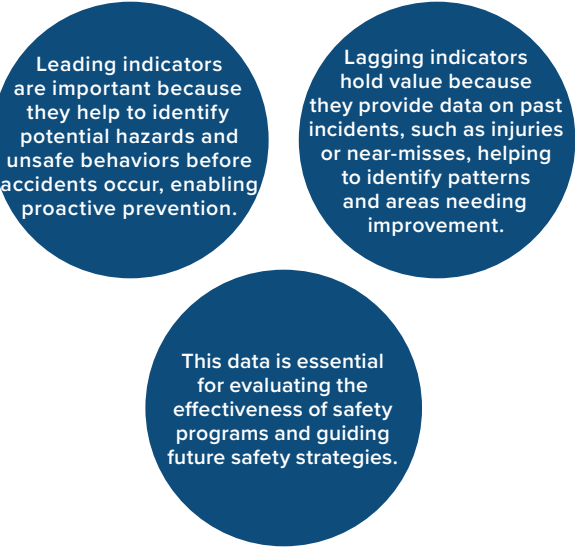 Leading indicators
are important because
they help to identify
potential hazards and
unsafe behaviors before
accidents occur, enabling
proactive prevention.
Lagging indicators
hold value because
they provide data on past
incidents, such as injuries
or near-misses, helping
to identify patterns
and areas needing
improvement.
This data is essential
for evaluating the
effectiveness of safety
programs and guiding
future safety strategies.